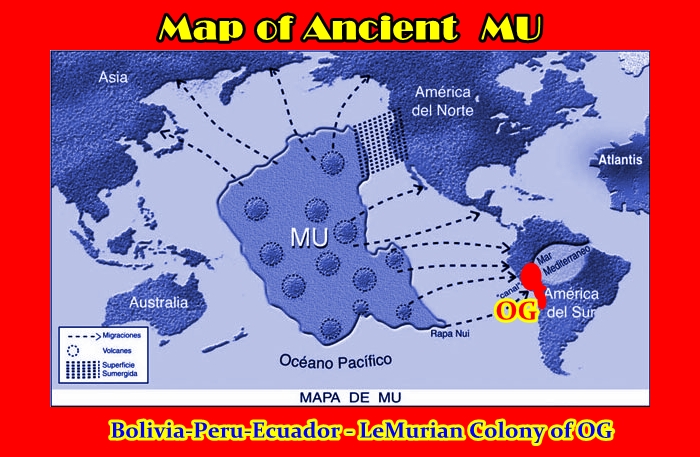 Map of Ancient MU
Asia
América
del Norte
Atlantis
MU
Mar
Mediterraneo
"canal"
Australia
OG
América
del Sur
Rapa Nui
Migraciones
Volcanes
Superficie
Sumergida
Océano Pacífico
MAPA DE MU
Bolivia-Peru-Ecuador - LeMurian Colony of OG